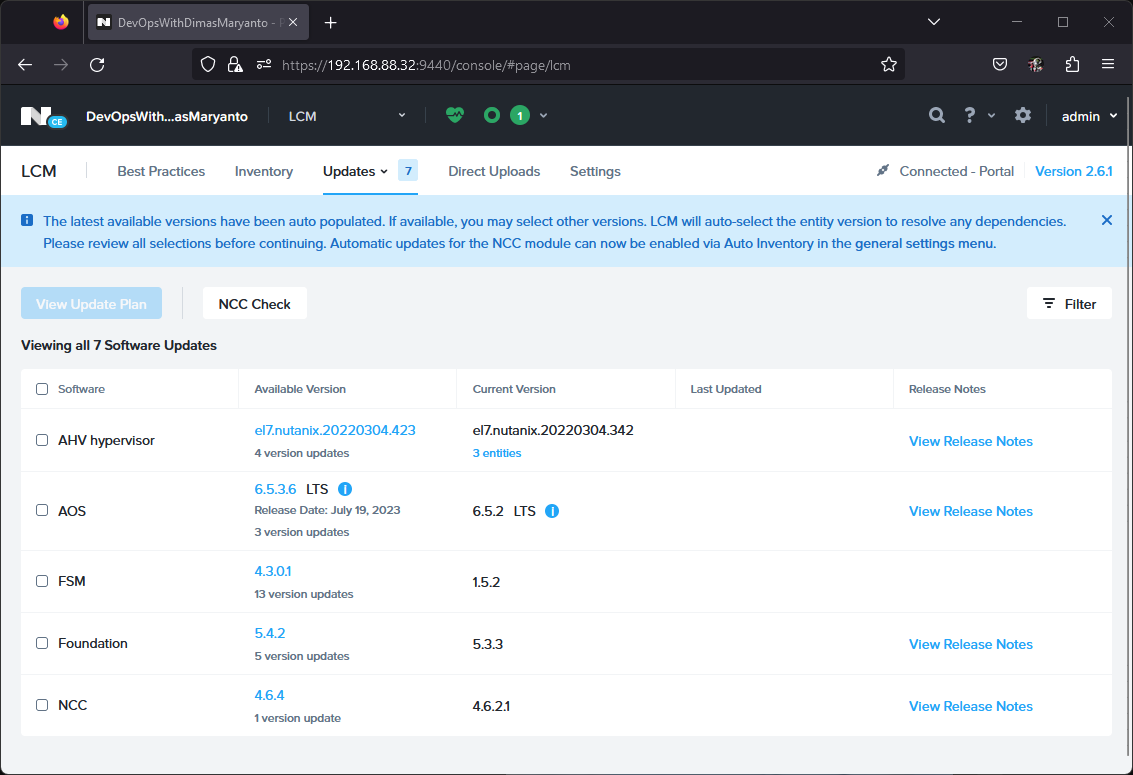 DevOpsWithDimasMaryanto - P
https://192.168.88.32:9440/console/#page/lcm
CE DevOpsWith...asMaryanto LCM 1 ? admin
LCM Best Practices Inventory Updates 7 Direct Uploads Settings Connected - Portal Version 2.6.1
The latest available versions have been auto populated. If available, you may select other versions. LCM will auto-select the entity version to resolve any dependencies.
Please review all selections before continuing. Automatic updates for the NCC module can now be enabled via Auto Inventory in the general settings menu.
View Update Plan NCC Check Filter
Viewing all 7 Software Updates
Software Available Version Current Version Last Updated Release Notes
AHV hypervisor el7.nutanix.20220304.423 el7.nutanix.20220304.342 View Release Notes
4 version updates 3 entities
AOS 6.5.3.6 LTS 6.5.2 LTS View Release Notes
Release Date: July 19, 2023
3 version updates
FSM 4.3.0.1 1.5.2
13 version updates
Foundation 5.4.2 5.3.3 View Release Notes
5 version updates
NCC 4.6.4 4.6.2.1 View Release Notes
1 version update